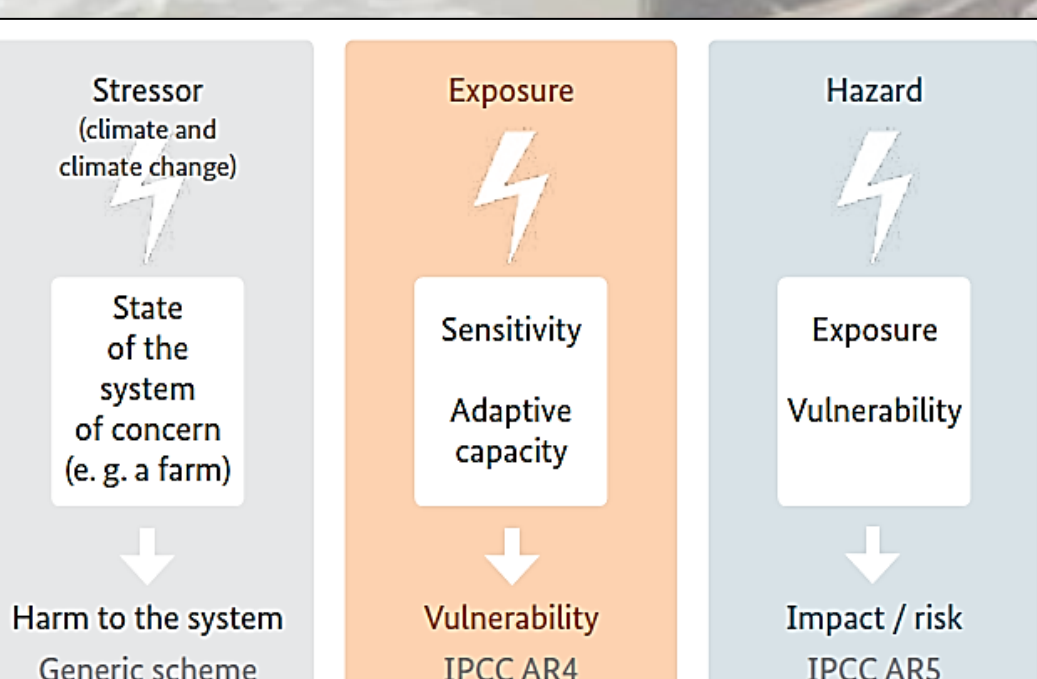 Stressor
(climate and
climate change)
State
of the
system
of concern
(e. g. a farm)
Harm to the system
Generic scheme
Exposure
Sensitivity
Adaptive
capacity
Vulnerability
IPCC AR4
Hazard
Exposure
Vulnerability
Impact / risk
IPCC AR5